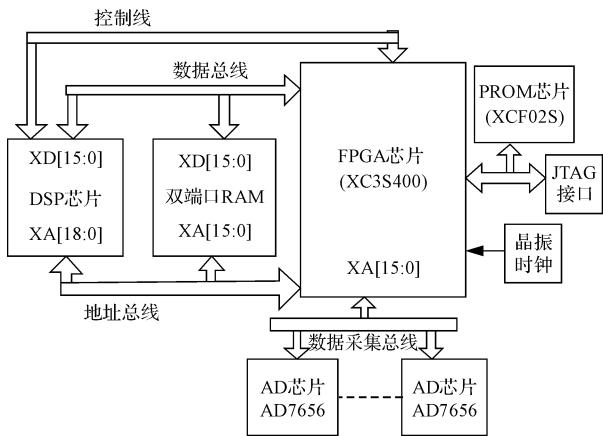 控制线
数据总线
XD[15:0]
DSP芯片
XA[18:0]
XD[15:0]
双端口RAM
XA[15:0]
FPGA芯片
(XC3S400)
XA[15:0]
PROM芯片
(XCF02S)
JTAG
接口
晶振
时钟
地址总线
数据采集总线
AD芯片
AD7656
AD芯片
AD7656